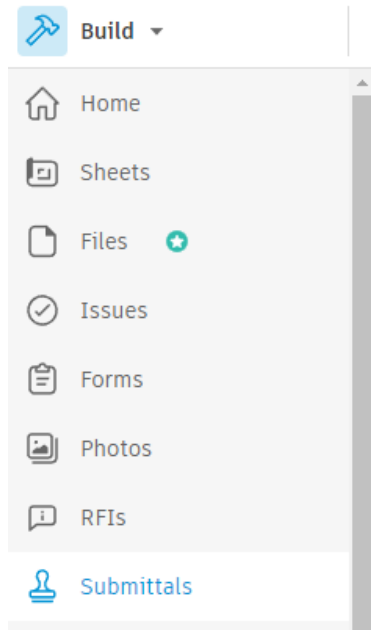 Build
Home
Sheets
Files
Issues
Forms
Photos
RFIs
Submittals